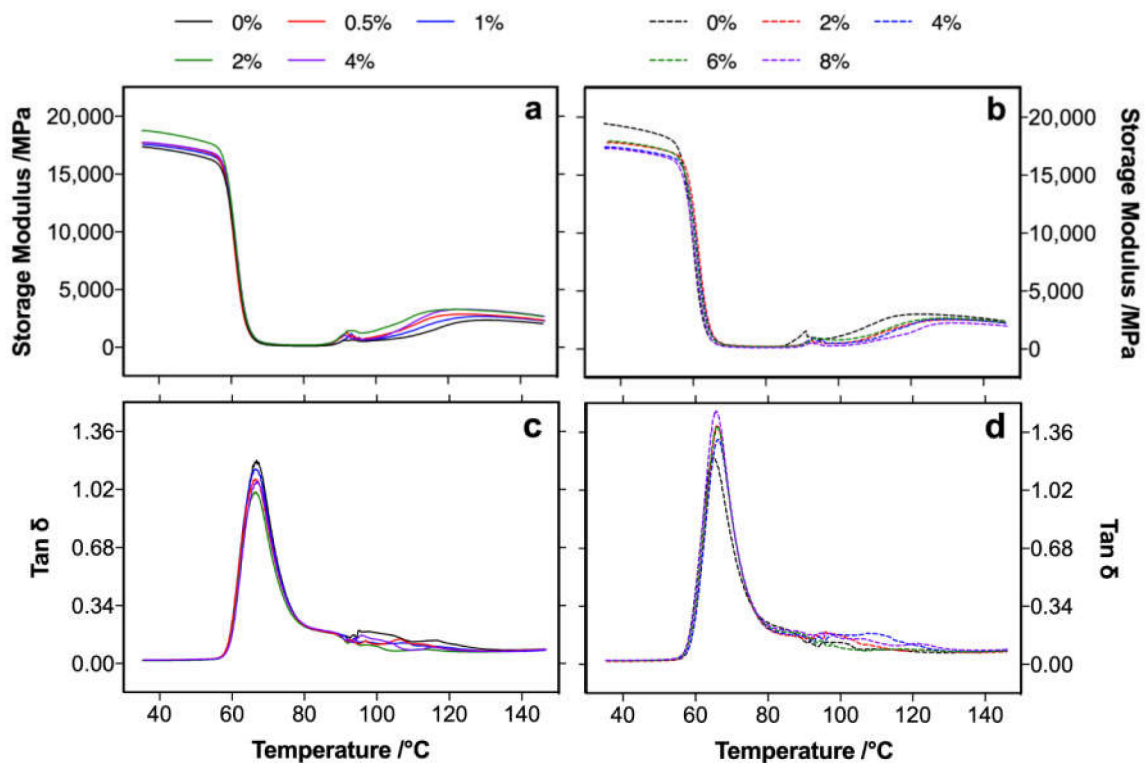 0% 0.5% 1%
2% 4%
0% 2% 4%
6% 8%
a
20,000
15,000
10,000
5,000
0
Storage Modulus /MPa
b
20,000
15,000
10,000
5,000
0
Storage Modulus /MPa
c
1.36
1.02
0.68
0.34
0.00
Tan δ
40 60 80 100 120 140
Temperature /°C
d
1.36
1.02
0.68
0.34
0.00
Tan δ
40 60 80 100 120 140
Temperature /°C